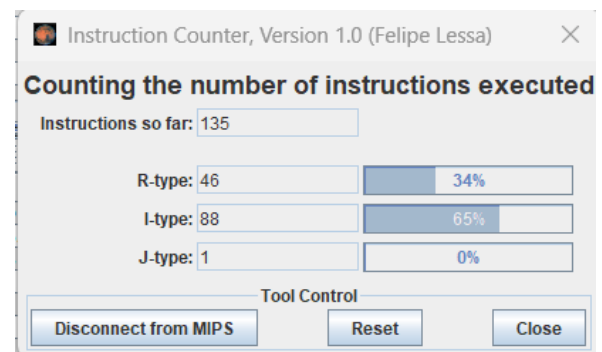 Instruction Counter, Version 1.0 (Felipe Lessa)
Counting the number of instructions executed
Instructions so far: 135
R-type: 46 34%
I-type: 88 65%
J-type: 1 0%
Tool Control
Disconnect from MIPS Reset Close